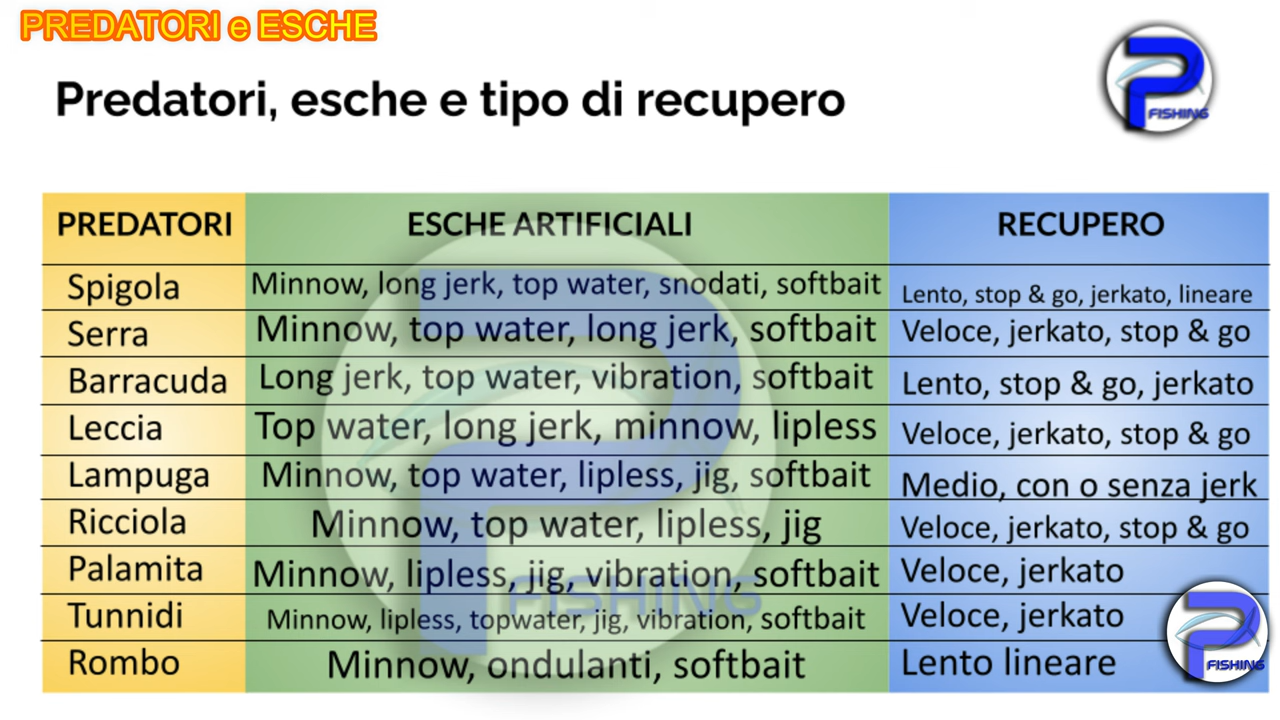 PREDATORI e ESCHE
Predatori, esche e tipo di recupero
P FISHING
PREDATORI ESCHE ARTIFICIALI RECUPERO
Spigola Minnow, long jerk, top water, snodati, softbait Lento, stop & go, jerkato, lineare
Serra Minnow, top water, long jerk, softbait Veloce, jerkato, stop & go
Barracuda Long jerk, top water, vibration, softbait Lento, stop & go, jerkato
Leccia Top water, long jerk, minnow, lipless Veloce, jerkato, stop & go
Lampuga Minnow, top water, lipless, jig, softbait Medio, con o senza jerk
Ricciola Minnow, top water, lipless, jig Veloce, jerkato, stop & go
Palamita Minnow, lipless, jig, vibration, softbait Veloce, jerkato
Tunnidi Minnow, lipless, topwater, jig, vibration, softbait Veloce, jerkato
Rombo Minnow, ondulanti, softbait Lento lineare
P FISHING
P FISHING